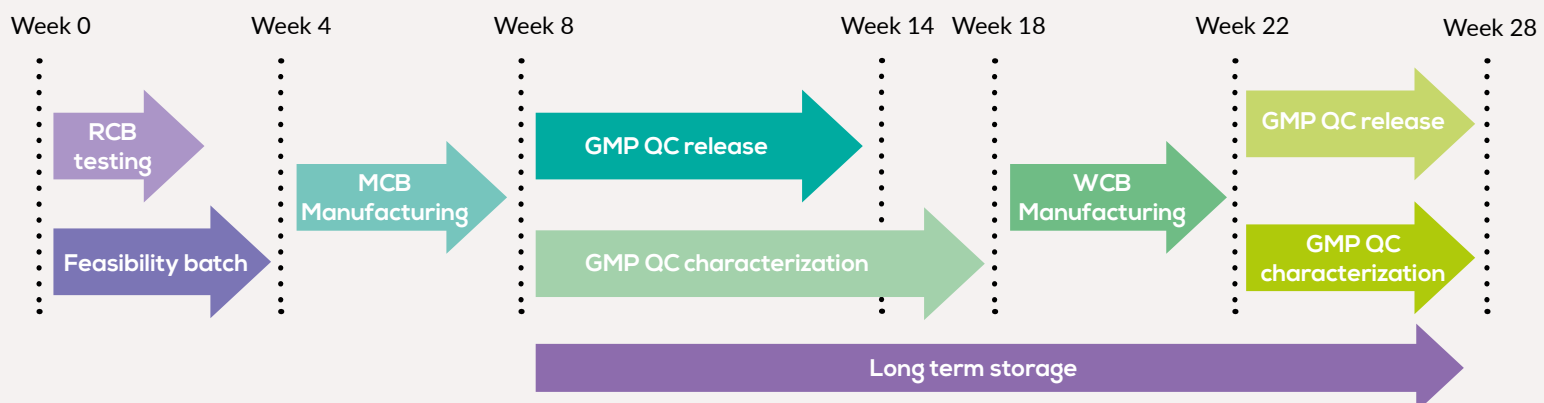 Week 0
Week 4
Week 8
Week 14
Week 18
Week 22
Week 28
RCB
testing
Feasibility batch
MCB
Manufacturing
GMP QC release
GMP QC characterization
WCB
Manufacturing
GMP QC release
GMP QC
characterization
Long term storage